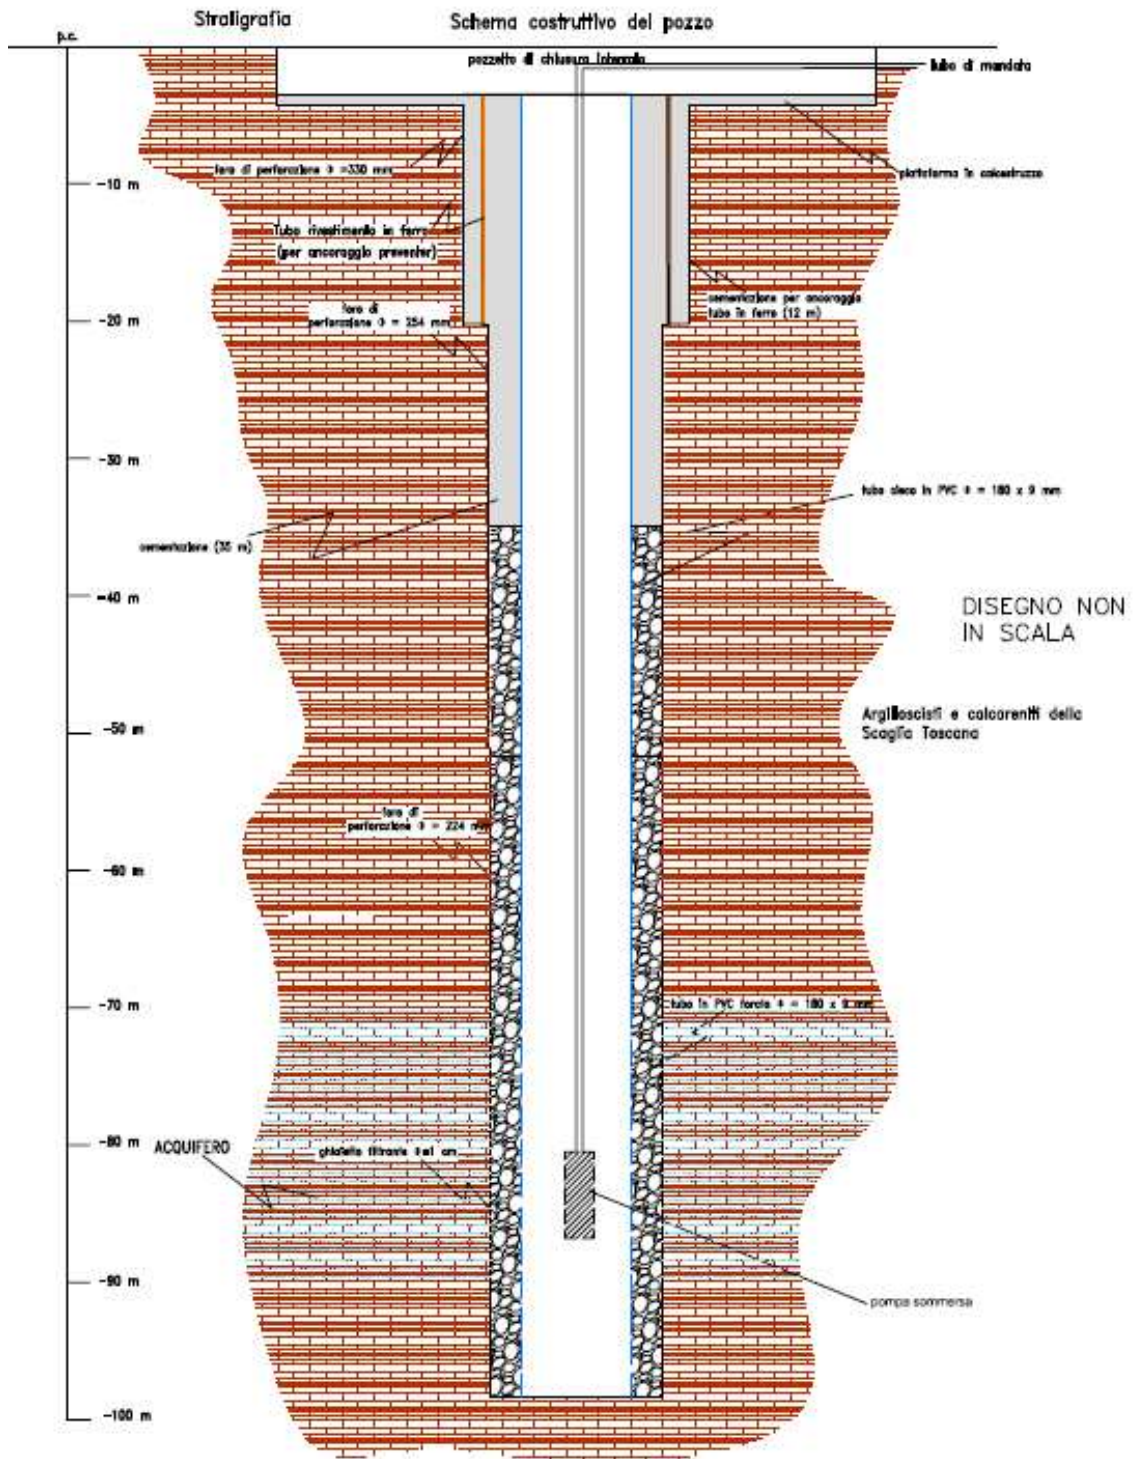 Stratigrafia
Schema costruttivo del pozzo
p.c.
pozzetto di chiusura interrato
tubo di mandata
foro di perforazione Φ =330 mm
-10 m
piattaforma in calcestruzzo
Tubo rivestimento in ferro
(per ancoraggio preventer)
cementazione per ancoraggio
tubo in ferro (12 m)
foro di
perforazione Φ = 254 mm
-20 m
-30 m
tubo cieco in PVC Φ = 180 x 9 mm
cementazione (35 m)
-40 m
DISEGNO NON
IN SCALA
Argilloscisti e calcareniti della
Scaglia Toscana
-50 m
foro di
perforazione Φ = 224 mm
-60 m
-70 m
tubo in PVC forato Φ = 180 x 9 mm
-80 m
ACQUIFERO
ghiaietto filtrante Φ<1 cm
-90 m
pompa sommersa
-100 m